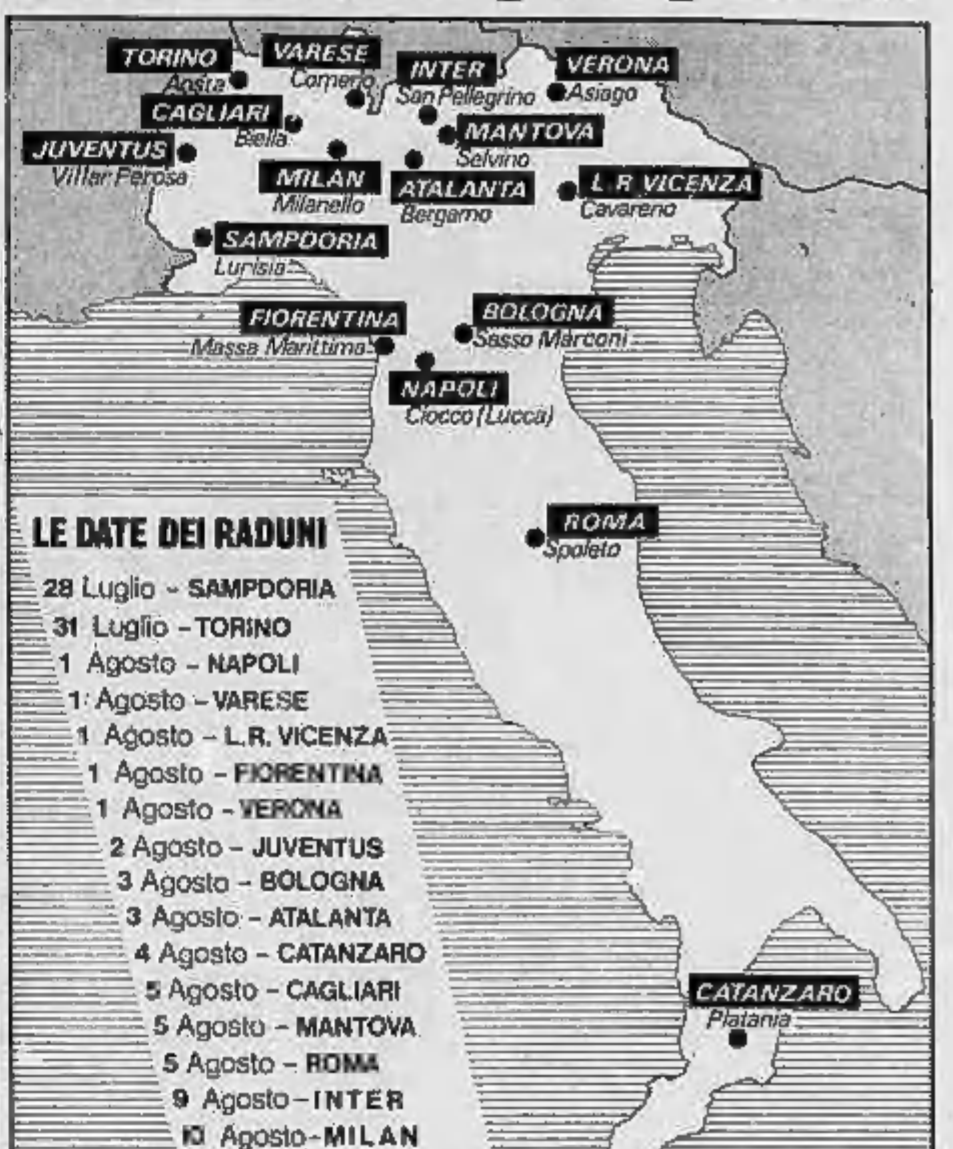 TORINO
Aosta
VARESE
Comerio
INTER
San Pellegrino
VERONA
Asiago
CAGLIARI
Biella
MANTOVA
Selvino
JUVENTUS
Villar Perosa
MILAN
Milanello
ATALANTA
Bergamo
L.R. VICENZA
Cavareno
SAMPDORIA
Lurisia
FIORENTINA
Massa Marittima
BOLOGNA
Sasso Marconi
NAPOLI
Ciocco (Lucca)
ROMA
Spoleto
CATANZARO
Platania
LE DATE DEI RADUNI
28 Luglio - SAMPDORIA
31 Luglio - TORINO
1 Agosto - NAPOLI
1 Agosto - VARESE
1 Agosto - L.R. VICENZA
1 Agosto - FIORENTINA
1 Agosto - VERONA
2 Agosto - JUVENTUS
3 Agosto - BOLOGNA
3 Agosto - ATALANTA
4 Agosto - CATANZARO
5 Agosto - CAGLIARI
5 Agosto - MANTOVA
5 Agosto - ROMA
9 Agosto - INTER
10 Agosto - MILAN